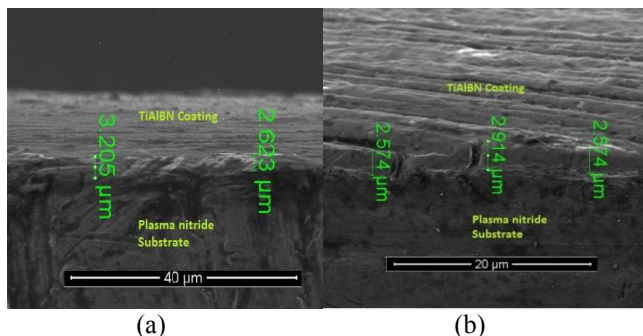 TiAlBN Coating
3.205 µm
2.623 µm
Plasma nitride
Substrate
40 µm
(a)
TiAlBN Coating
2.574 µm
2.914 µm
2.574 µm
Plasma nitride
Substrate
20 µm
(b)